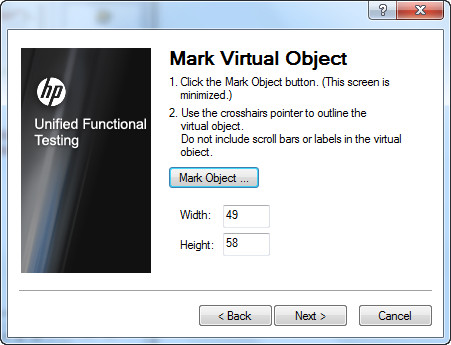 ?
Mark Virtual Object
1. Click the Mark Object button. (This screen is
minimized.)
2. Use the crosshairs pointer to outline the
virtual object.
Do not include scroll bars or labels in the virtual
object.
hp
Unified Functional
Testing
Mark Object ...
Width: 49
Height: 58
< Back Next > Cancel